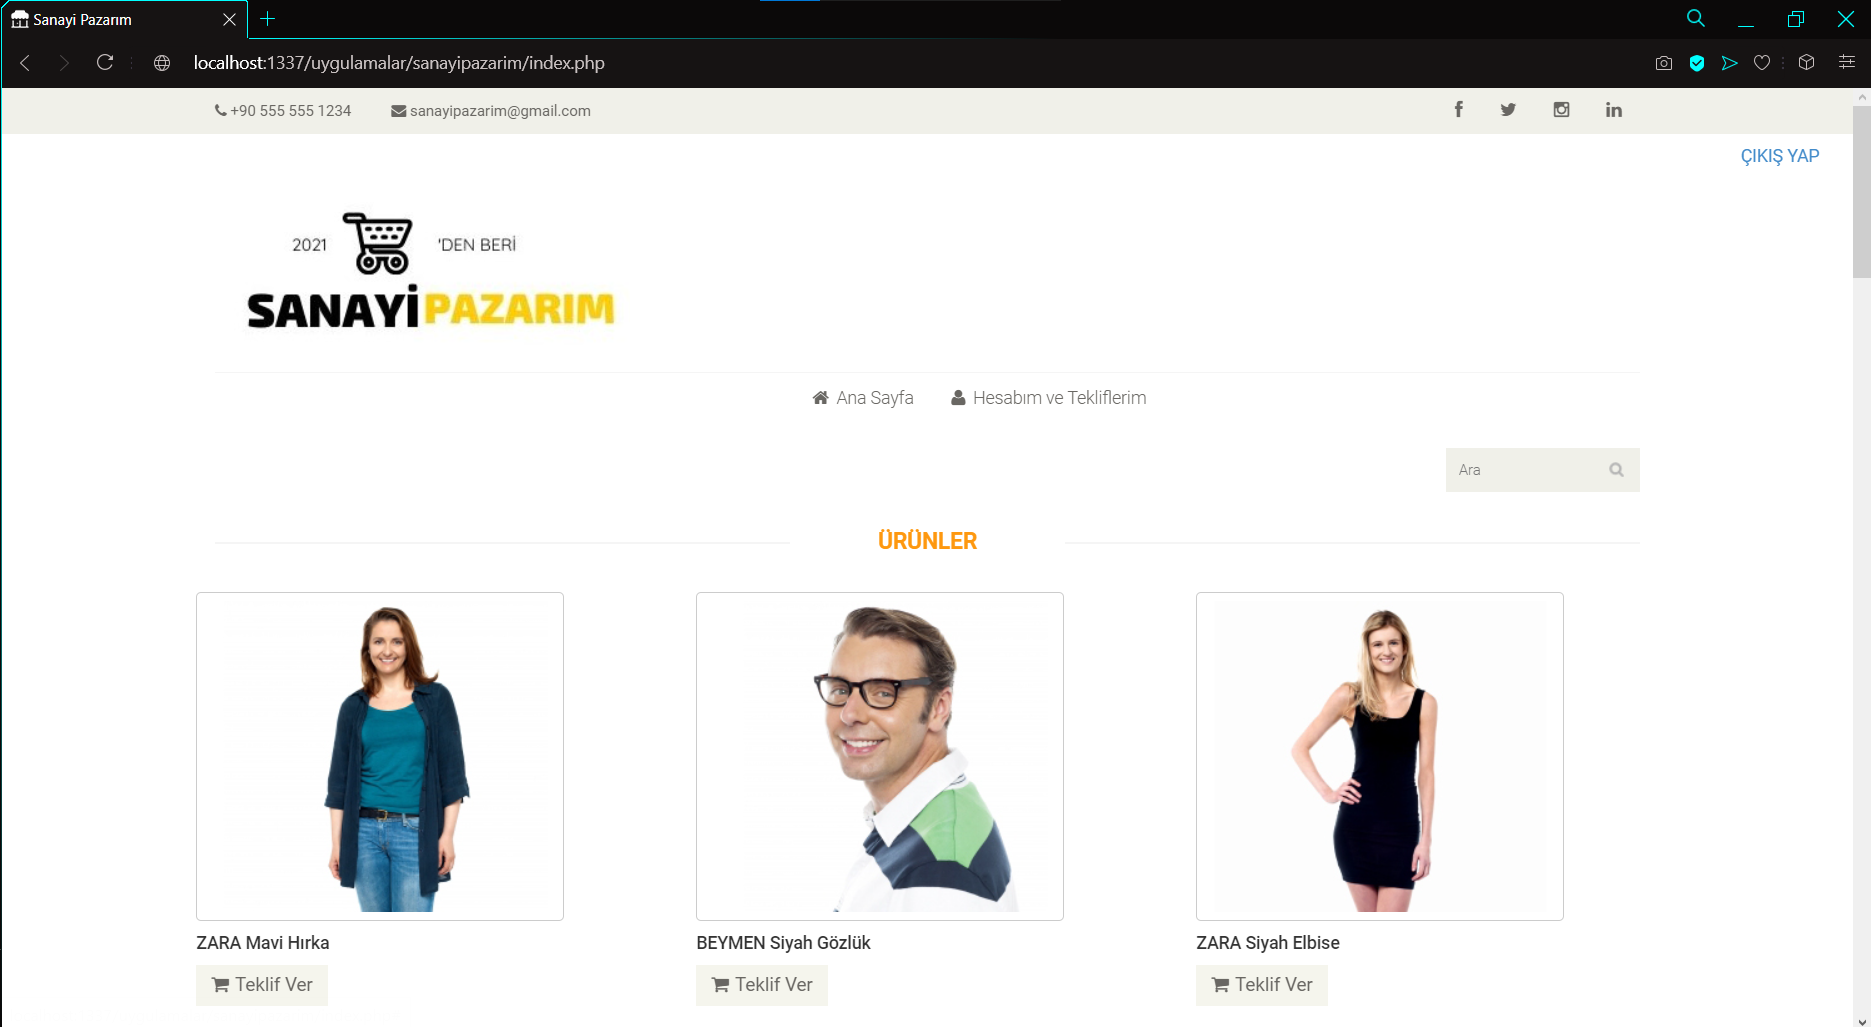 Sanayi Pazarım
localhost:1337/uygulamalar/sanayipazarim/index.php
+90 555 555 1234 sanayipazarim@gmail.com
ÇIKIŞ YAP
2021 'DEN BERİ
SANAYİPAZARIM
Ana Sayfa Hesabım ve Tekliflerim
Ara
ÜRÜNLER
ZARA Mavi Hırka BEYMEN Siyah Gözlük ZARA Siyah Elbise
Teklif Ver Teklif Ver Teklif Ver